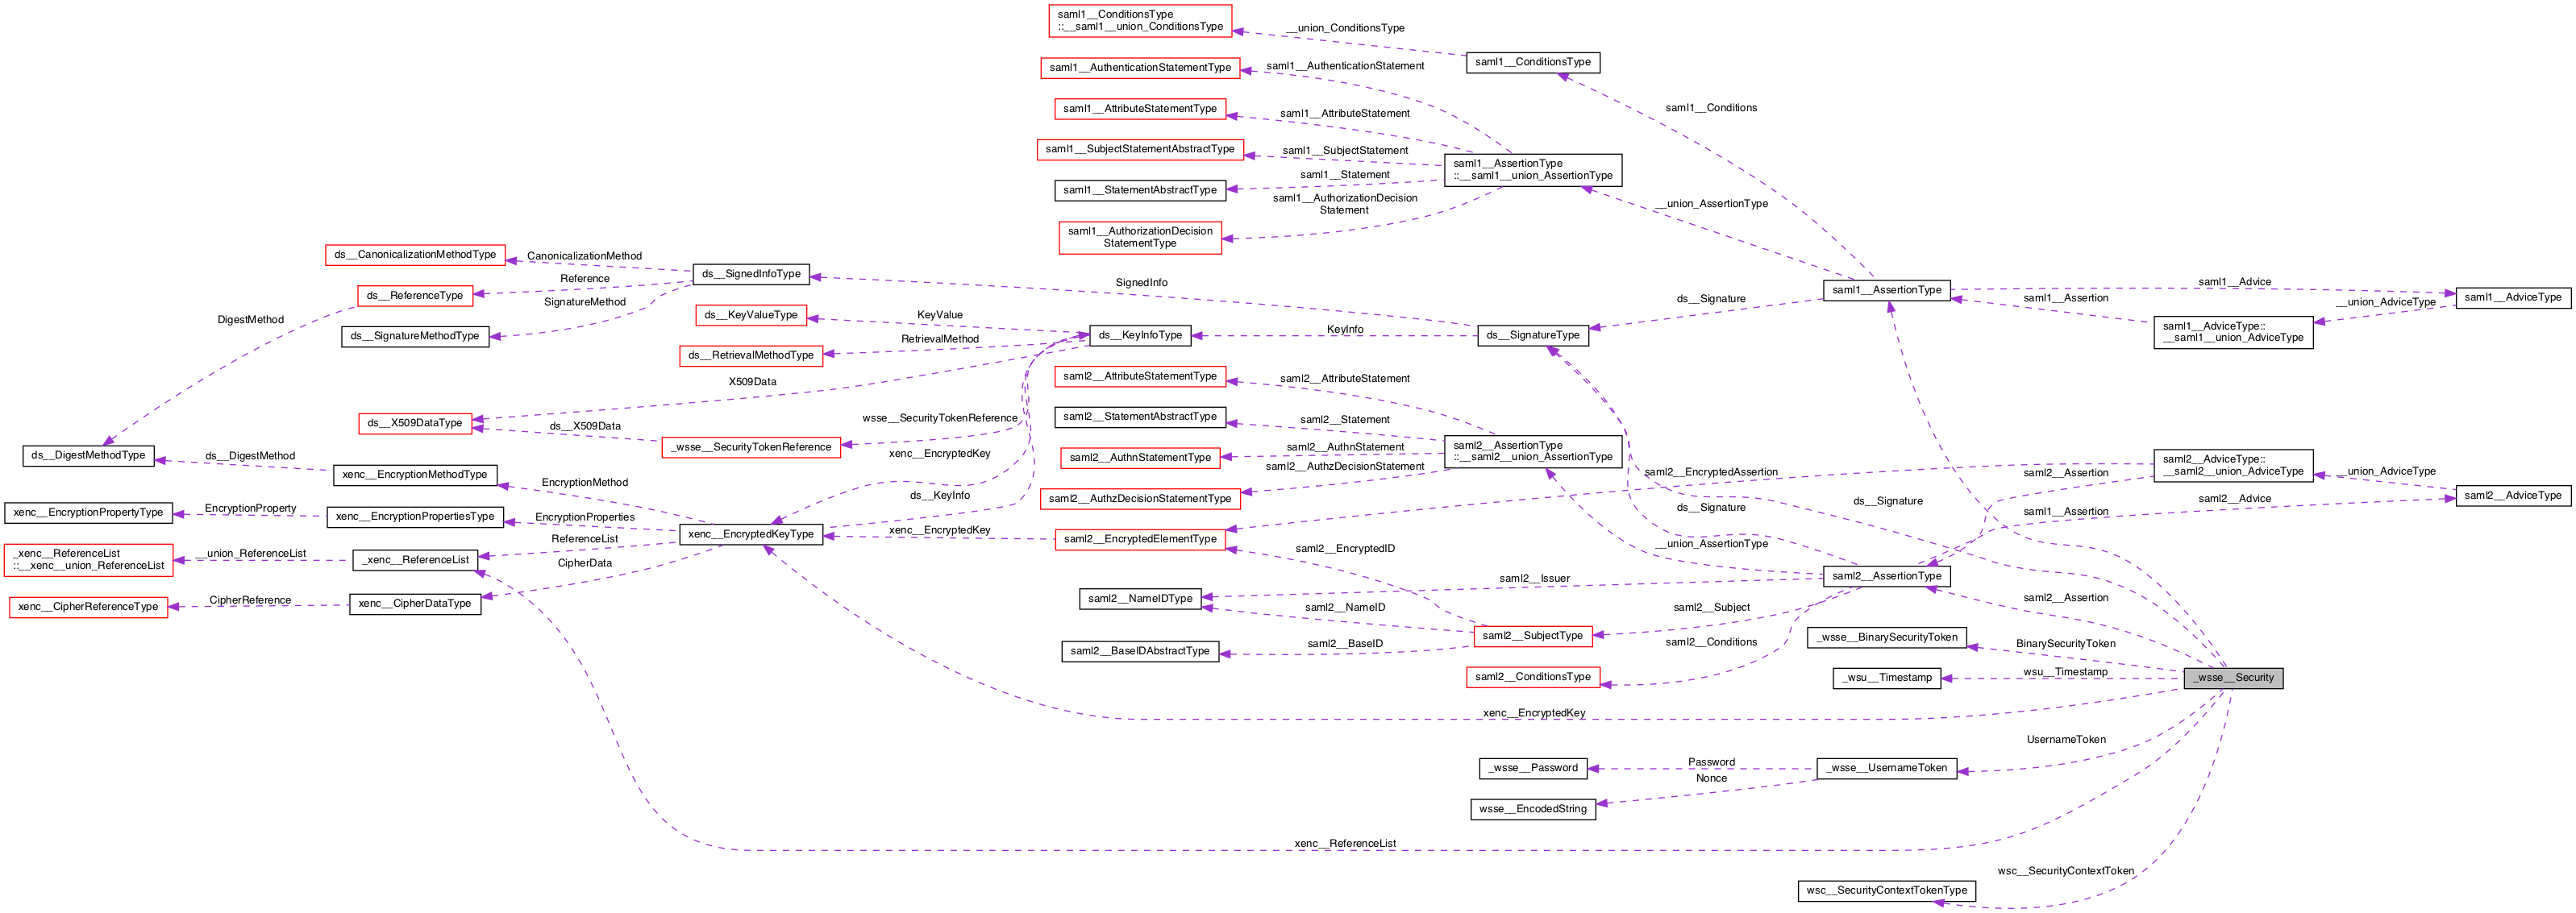 saml1__ConditionsType
::__saml1__union_ConditionsType
__union_ConditionsType
saml1__ConditionsType
saml1__AuthenticationStatementType
saml1__AuthenticationStatement
saml1__Conditions
saml1__AttributeStatementType
saml1__AttributeStatement
saml1__SubjectStatementAbstractType
saml1__SubjectStatement
saml1__AssertionType
::__saml1__union_AssertionType
saml1__StatementAbstractType
saml1__Statement
saml1__AuthorizationDecision
Statement
__union_AssertionType
saml1__AuthorizationDecision
StatementType
ds__CanonicalizationMethodType
CanonicalizationMethod
ds__SignedInfoType
Reference
SignedInfo
ds__ReferenceType
SignatureMethod
ds__Signature
saml1__AssertionType
saml1__Advice
saml1__AdviceType
saml1__Assertion
__union_AdviceType
saml1__AdviceType::
__saml1__union_AdviceType
DigestMethod
ds__SignatureMethodType
ds__KeyValueType
KeyValue
ds__KeyInfoType
KeyInfo
ds__SignatureType
ds__RetrievalMethodType
RetrievalMethod
X509Data
saml2__AttributeStatementType
saml2__AttributeStatement
ds__X509DataType
ds__X509Data
wsse__SecurityTokenReference
saml2__StatementAbstractType
saml2__Statement
_wsse__SecurityTokenReference
saml2__AuthnStatementType
saml2__AuthnStatement
saml2__AssertionType
::__saml2__union_AssertionType
saml2__AuthzDecisionStatement
saml2__AuthzDecisionStatementType
ds__DigestMethodType
ds__DigestMethod
xenc__EncryptionMethodType
EncryptionMethod
xenc__EncryptedKey
ds__KeyInfo
saml2__EncryptedAssertion
ds__Signature
ds__Signature
saml2__Assertion
saml2__AdviceType::
__saml2__union_AdviceType
__union_AdviceType
saml2__AdviceType
saml2__Advice
saml1__Assertion
xenc__EncryptionPropertyType
EncryptionProperty
xenc__EncryptionPropertiesType
EncryptionProperties
xenc__EncryptedKeyType
xenc__EncryptedKey
saml2__EncryptedElementType
saml2__EncryptedID
__union_AssertionType
_xenc__ReferenceList
::__xenc__union_ReferenceList
__union_ReferenceList
_xenc__ReferenceList
ReferenceList
CipherData
saml2__AssertionType
saml2__Issuer
saml2__NameIDType
saml2__NameID
saml2__Subject
saml2__Assertion
xenc__CipherReferenceType
CipherReference
xenc__CipherDataType
saml2__SubjectType
saml2__BaseIDAbstractType
saml2__BaseID
saml2__Conditions
saml2__ConditionsType
_wsse__BinarySecurityToken
BinarySecurityToken
_wsu__Timestamp
wsu__Timestamp
_wsse__Security
xenc__EncryptedKey
UsernameToken
_wsse__Password
Password
_wsse__UsernameToken
Nonce
wsse__EncodedString
xenc__ReferenceList
wsc__SecurityContextToken
wsc__SecurityContextTokenType